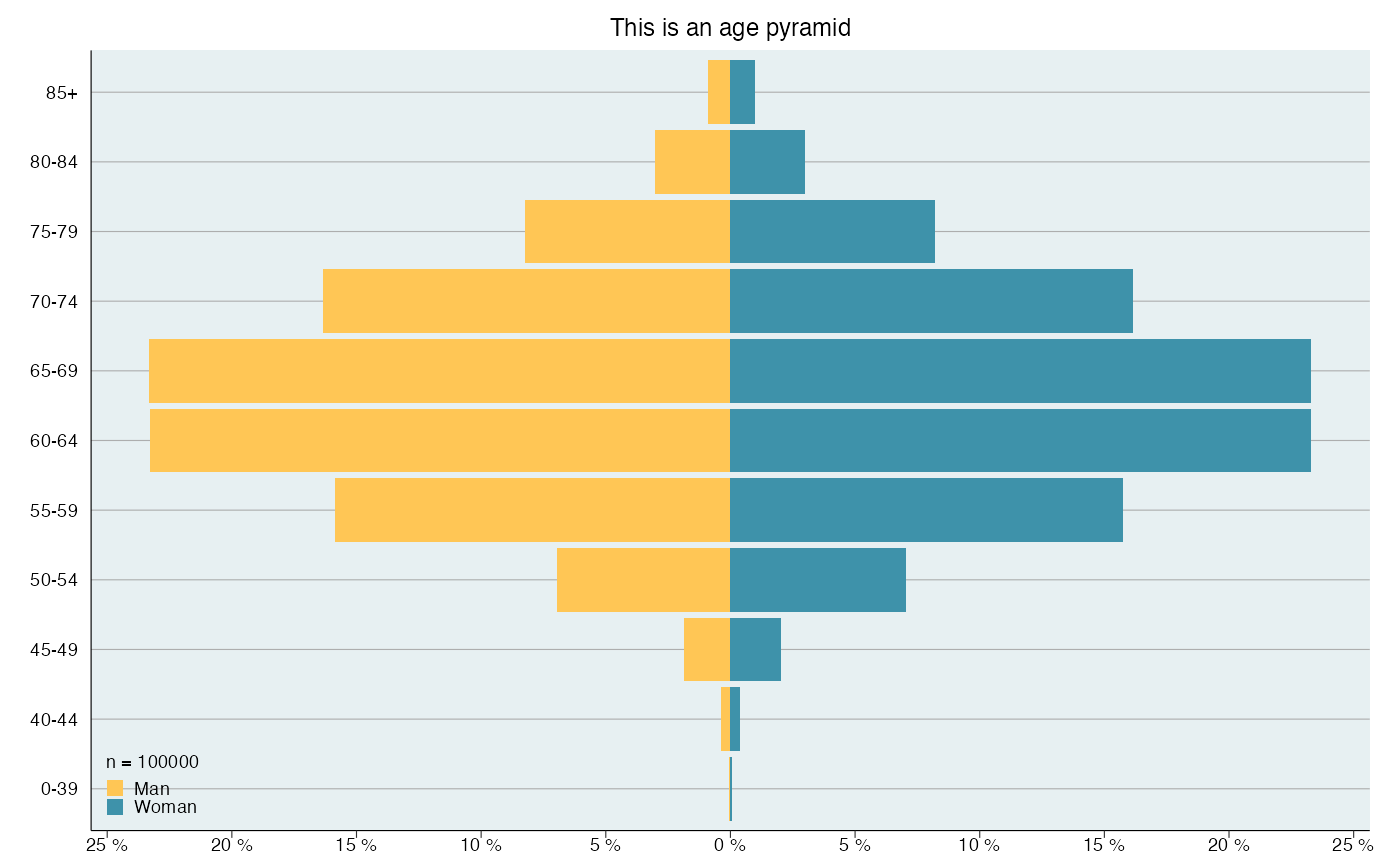 This is an age pyramid
85+
80-84
75-79
70-74
65-69
60-64
55-59
50-54
45-49
40-44
0-39
n = 100000
Man
Woman
25 % 20 % 15 % 10 % 5 % 0 % 5 % 10 % 15 % 20 % 25 %